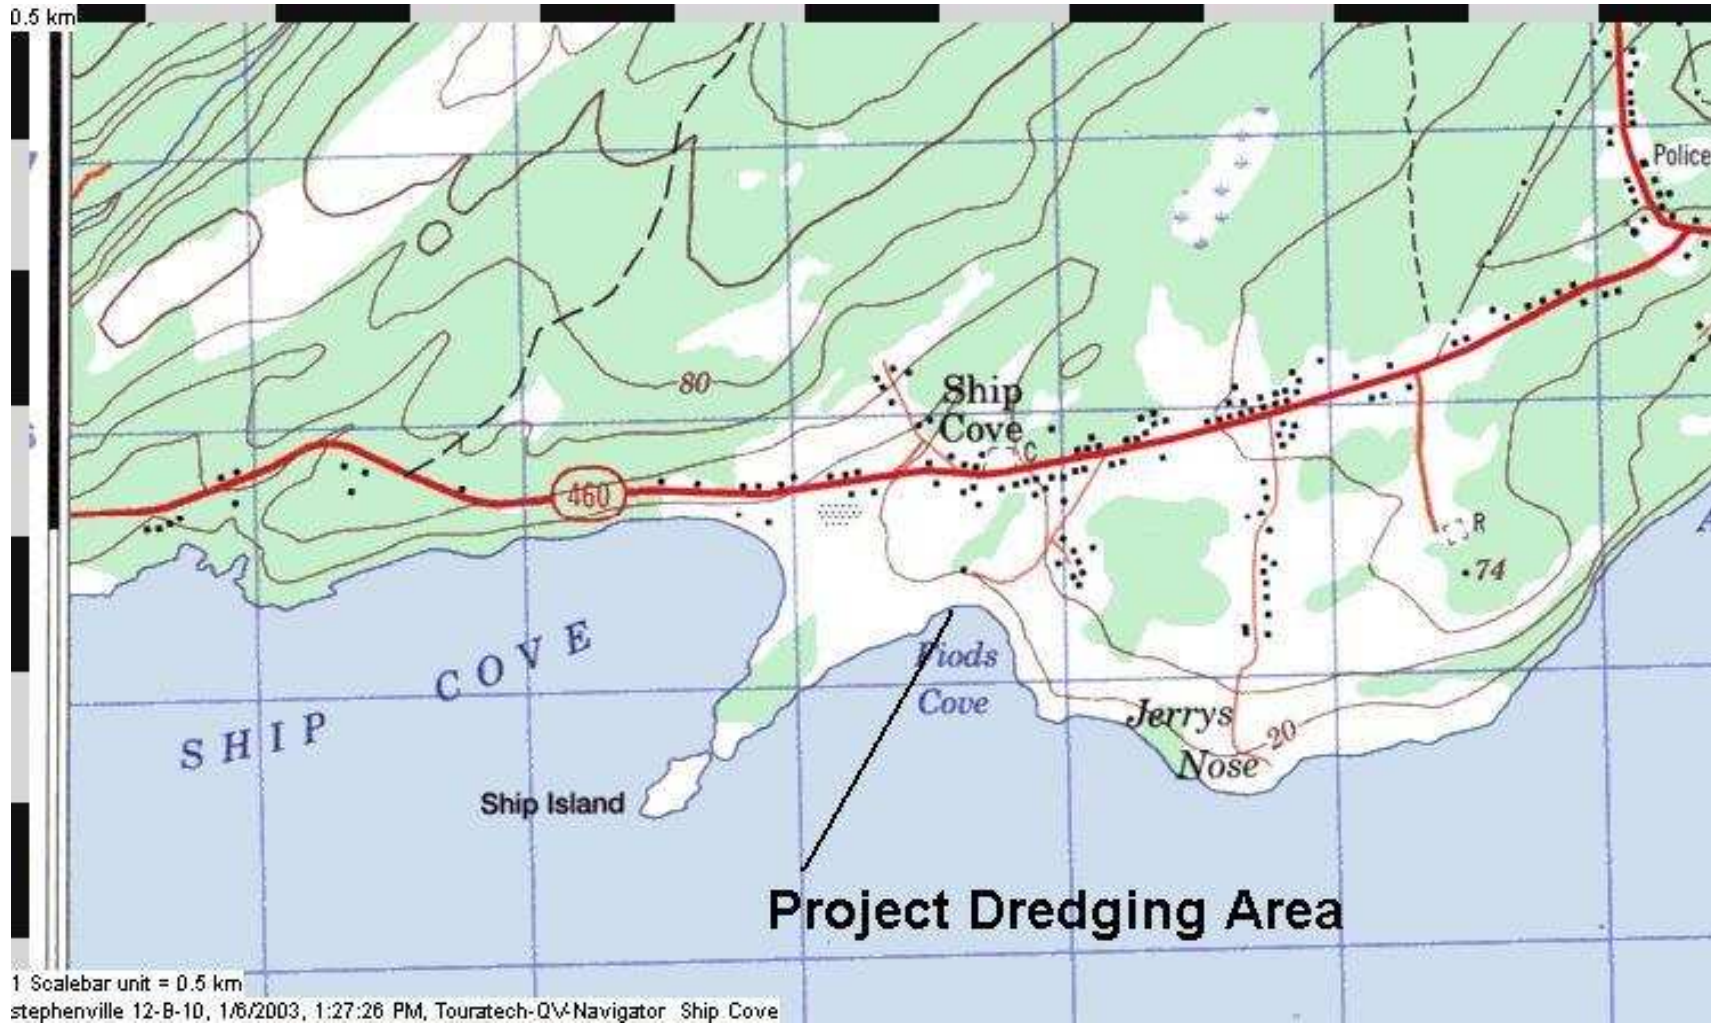 0.5 km
7
Police
80
Ship
Cove
C
460
R
74
Fiods
Cove
SHIP COVE
Jerrys
Nose
20
Ship Island
Project Dredging Area
1 Scalebar unit = 0.5 km
stephenville 12-B-10, 1/6/2003, 1:27:26 PM, Touratech-QV-Navigator Ship Cove